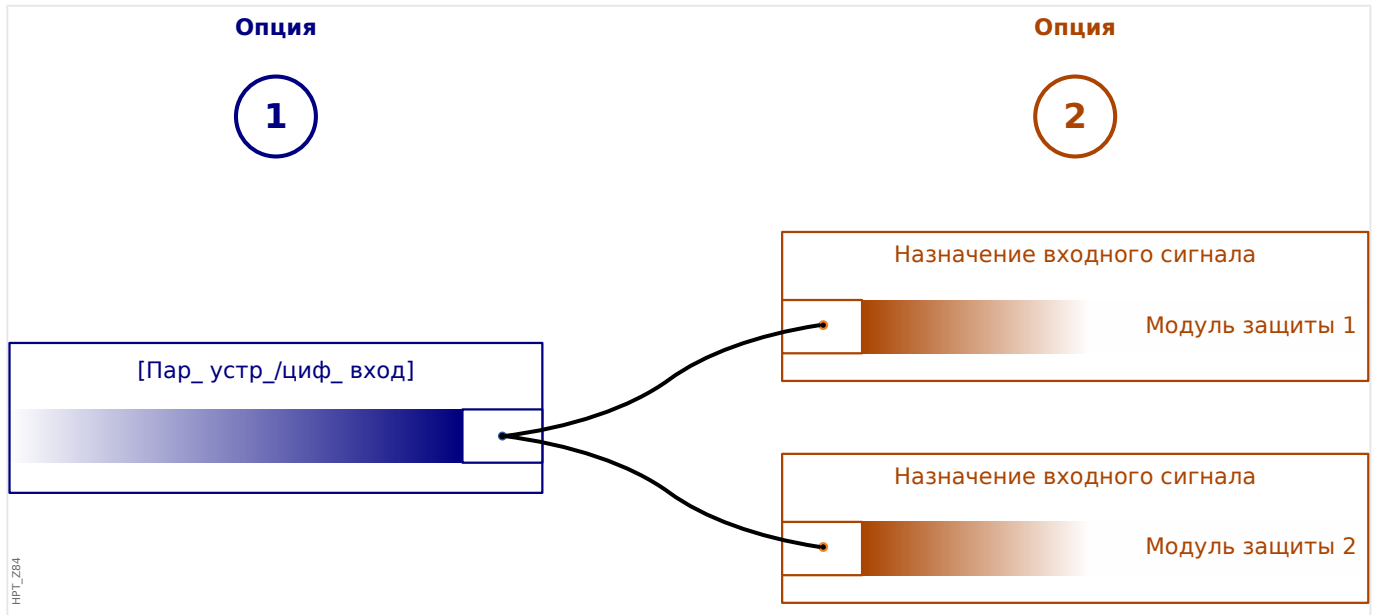 Опция
1
Опция
2
[Пар_ устр_/циф_ вход]
Назначение входного сигнала
Модуль защиты 1
Назначение входного сигнала
Модуль защиты 2
HPT_Z84